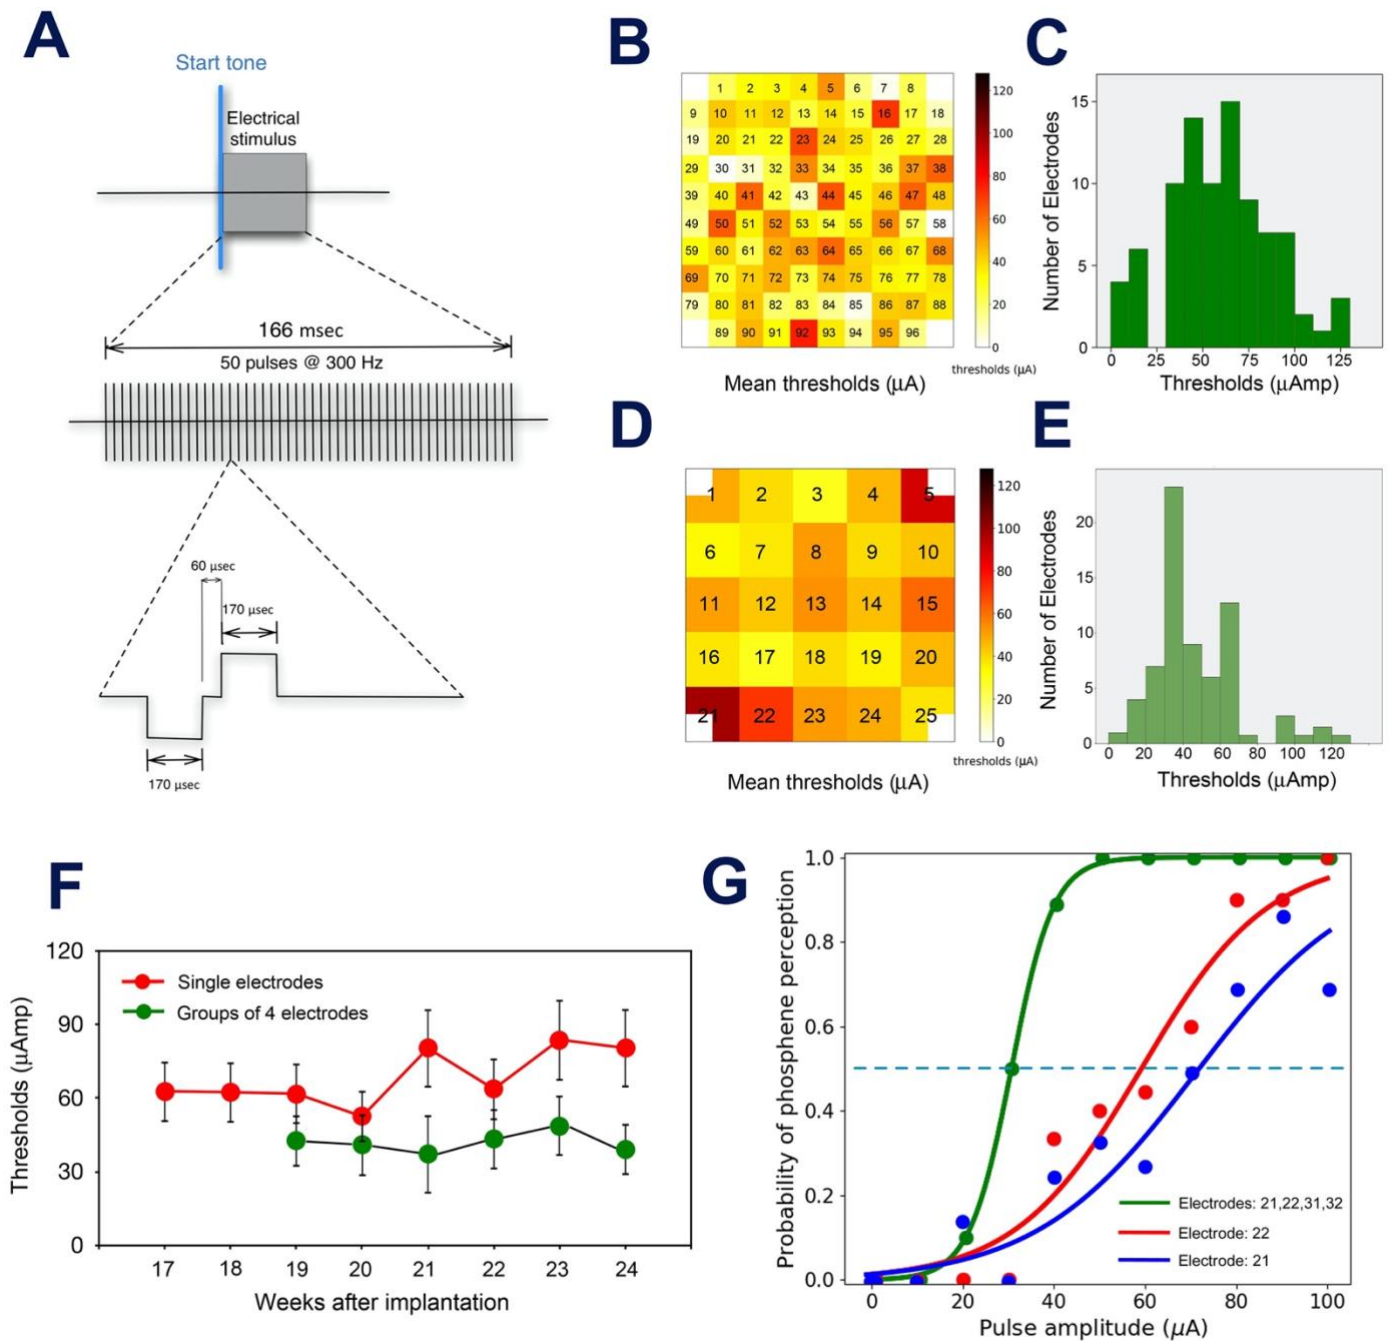 A
Start tone
Electrical
stimulus
166 msec
50 pulses @ 300 Hz
60 μsec
170 μsec
170 μsec
B
1 2 3 4 5 6 7 8
9 10 11 12 13 14 15 16 17 18
19 20 21 22 23 24 25 26 27 28
29 30 31 32 33 34 35 36 37 38
39 40 41 42 43 44 45 46 47 48
49 50 51 52 53 54 55 56 57 58
59 60 61 62 63 64 65 66 67 68
69 70 71 72 73 74 75 76 77 78
79 80 81 82 83 84 85 86 87 88
89 90 91 92 93 94 95 96
120
100
80
60
40
20
0
thresholds (μA)
Mean thresholds (μA)
C
Number of Electrodes
15
10
5
0
0 25 50 75 100 125
Thresholds (μAmp)
D
1 2 3 4 5
6 7 8 9 10
11 12 13 14 15
16 17 18 19 20
21 22 23 24 25
120
100
80
60
40
20
0
thresholds (μA)
Mean thresholds (μA)
E
Number of Electrodes
20
15
10
5
0
0 20 40 60 80 100 120
Thresholds (μAmp)
F
Thresholds (μAmp)
120
90
60
30
0
Single electrodes
Groups of 4 electrodes
17 18 19 20 21 22 23 24
Weeks after implantation
G
Probability of phosphene perception
1.0
0.8
0.6
0.4
0.2
0.0
Electrodes: 21,22,31,32
Electrode: 22
Electrode: 21
0 20 40 60 80 100
Pulse amplitude (μA)